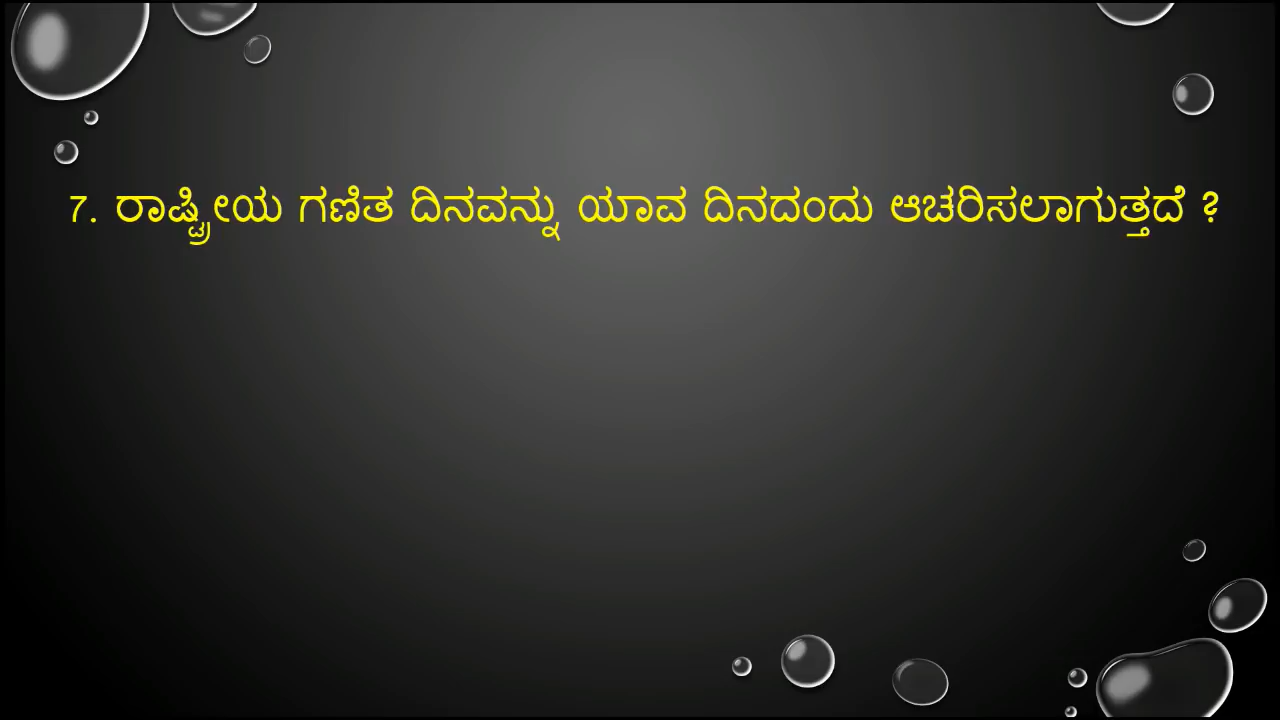 7. ರಾಷ್ಟ್ರೀಯ ಗಣಿತ ದಿನವನ್ನು ಯಾವ ದಿನದಂದು ಆಚರಿಸಲಾಗುತ್ತದೆ ?